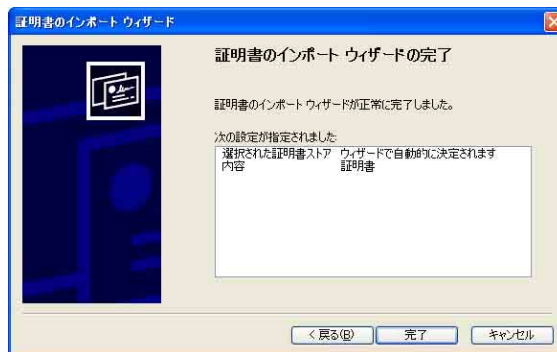 証明書のインポート ウィザード
証明書のインポート ウィザードの完了
証明書のインポート ウィザードが正常に完了しました。
次の設定が指定されました
選択された証明書ストア ウィザードで自動的に決定されます
内容 証明書
< 戻る(B) 完了 キャンセル